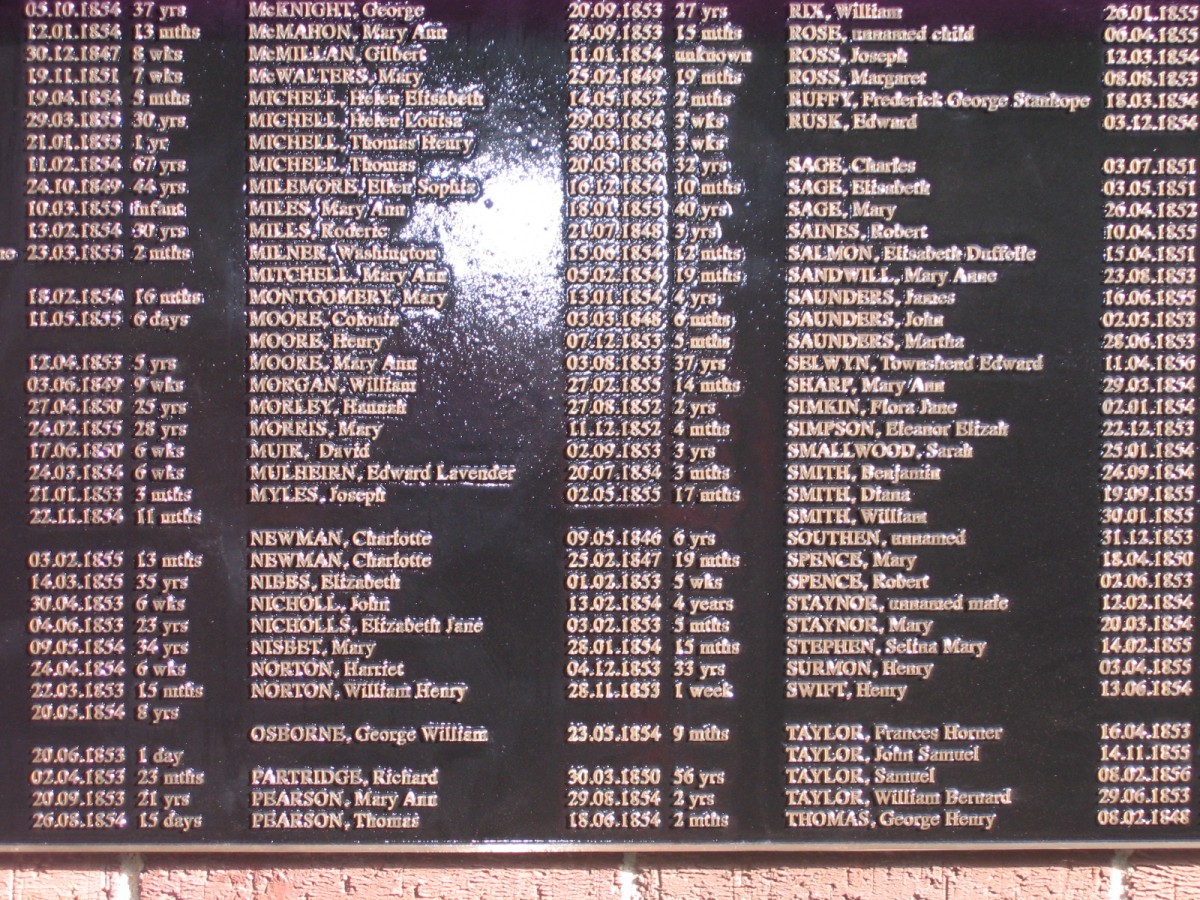 05.10.1854 37 yrs
12.01.1854 13 mths
30.12.1847 8 wks
19.11.1851 7 wks
19.04.1854 5 mths
29.03.1855 30 yrs
21.01.1855 1 yr
11.02.1854 67 yrs
24.10.1849 44 yrs
10.03.1855 infant
13.02.1854 30 yrs
ne 23.03.1855 2 mths
18.02.1854 16 mths
11.05.1855 6 days
12.04.1853 5 yrs
03.06.1849 9 wks
27.04.1850 25 yrs
24.02.1855 28 yrs
17.06.1850 6 wks
24.03.1854 6 wks
21.01.1853 3 mths
22.11.1854 11 mths
03.02.1855 13 mths
14.03.1855 35 yrs
30.04.1853 6 wks
04.06.1853 23 yrs
09.05.1854 34 yrs
24.04.1854 6 wks
22.03.1853 15 mths
20.05.1854 8 yrs
20.06.1853 1 day
02.04.1853 23 mths
20.09.1853 21 yrs
26.08.1854 15 days
McKNIGHT, George 20.09.1853 27 yrs
McMAHON, Mary Ann 24.09.1853 15 mths
McMILLAN, Gilbert 11.01.1854 unknown
McWALTERS, Mary 25.02.1849 19 mths
MICHELL, Helen Elisabeth 14.05.1852 2 mths
MICHELL, Helen Louisa 29.03.1854 3 wks
MICHELL, Thomas Henry 30.03.1854 3 wks
MICHELL, Thomas 20.05.1856 32 yrs
MILEMORE, Ellen Sophia 16.12.1854 10 mths
MILES, Mary Ann 18.01.1855 40 yrs
MILLS, Roderic 21.07.1848 3 yrs
MILNER, Washington 15.06.1854 12 mths
MITCHELL, Mary Ann 05.02.1854 19 mths
MONTGOMERY, Mary 13.01.1854 4 yrs
MOORE, Colonia 03.03.1848 6 mths
MOORE, Henry 07.12.1853 5 mths
MOORE, Mary Ann 03.08.1853 37 yrs
MORGAN, William 27.02.1855 14 mths
MORLEY, Hannah 27.08.1852 2 yrs
MORRIS, Mary 11.12.1852 4 mths
MUIR, David 02.09.1853 3 yrs
MULHEIRN, Edward Lavender 20.07.1854 3 mths
MYLES, Joseph 02.05.1855 17 mths
NEWMAN, Charlotte 09.05.1846 6 yrs
NEWMAN, Charlotte 25.02.1847 19 mths
NIBBS, Elizabeth 01.02.1853 5 wks
NICHOLL, John 13.02.1854 4 years
NICHOLLS, Elizabeth Jane 03.02.1853 5 mths
NISBET, Mary 28.01.1854 15 mths
NORTON, Harriet 04.12.1853 33 yrs
NORTON, William Henry 28.11.1853 1 week
OSBORNE, George William 23.05.1854 9 mths
PARTRIDGE, Richard 30.03.1850 56 yrs
PEARSON, Mary Ann 29.08.1854 2 yrs
PEARSON, Thomas 18.06.1854 2 mths
RIX, William 26.01.1855
ROSE, unnamed child 06.04.1855
ROSS, Joseph 12.03.1854
ROSS, Margaret 08.08.1853
RUFFY, Frederick George Stanhope 18.03.1854
RUSK, Edward 03.12.1854
SAGE, Charles 03.07.1851
SAGE, Elisabeth 03.05.1851
SAGE, Mary 26.04.1852
SAINES, Robert 10.04.1855
SALMON, Elisabeth Duffelle 15.04.1851
SANDWILL, Mary Anne 23.08.1853
SAUNDERS, James 16.06.1855
SAUNDERS, John 02.03.1853
SAUNDERS, Martha 28.06.1853
SELWYN, Townshend Edward 11.04.1856
SHARP, Mary Ann 29.03.1854
SIMKIN, Flora Jane 02.01.1854
SIMPSON, Eleanor Elizah 22.12.1853
SMALLWOOD, Sarah 25.01.1854
SMITH, Benjamin 24.09.1854
SMITH, Diana 19.09.1855
SMITH, William 30.01.1855
SOUTHEN, unnamed 31.12.1853
SPENCE, Mary 18.04.1850
SPENCE, Robert 02.06.1853
STAYNOR, unnamed male 12.02.1854
STAYNOR, Mary 20.03.1854
STEPHEN, Selina Mary 14.02.1855
SURMON, Henry 03.04.1855
SWIFT, Henry 13.06.1854
TAYLOR, Frances Horner 16.04.1853
TAYLOR, John Samuel 14.11.1855
TAYLOR, Samuel 08.02.1856
TAYLOR, William Bernard 29.06.1853
THOMAS, George Henry 08.02.1848